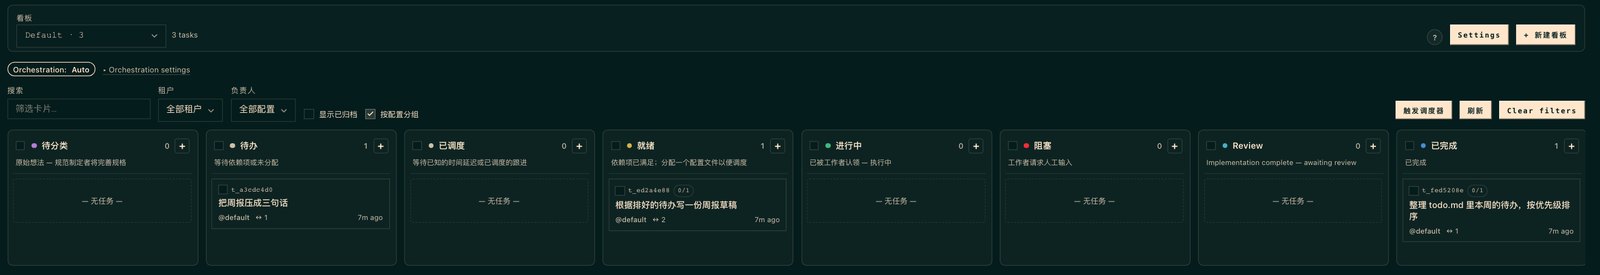 看板
Default · 3
3 tasks
?
Settings
+ 新建看板
Orchestration: Auto
• Orchestration settings
搜索
租户
负责人
筛选卡片…
全部租户
全部配置
显示已归档
按配置分组
触发调度器
刷新
Clear filters
待分类
0
+
原始想法 — 规范制定者将完善规格
— 无任务 —
待办
1
+
等待依赖项或未分配
t_a3cdc4d0
把周报压成三句话
@default ↔ 1
7m ago
已调度
0
+
等待已知的时间延迟或已调度的跟进
— 无任务 —
就绪
1
+
依赖项已满足：分配一个配置文件以便调度
t_ed2a4e88 0/1
根据排好的待办写一份周报草稿
@default ↔ 2
7m ago
进行中
0
+
已被工作者认领 — 执行中
— 无任务 —
阻塞
0
+
工作者请求人工输入
— 无任务 —
Review
0
+
Implementation complete — awaiting review
— 无任务 —
已完成
1
+
已完成
t_fed5208e 0/1
整理 todo.md 里本周的待办，按优先级排
序
@default ↔ 1
7m ago